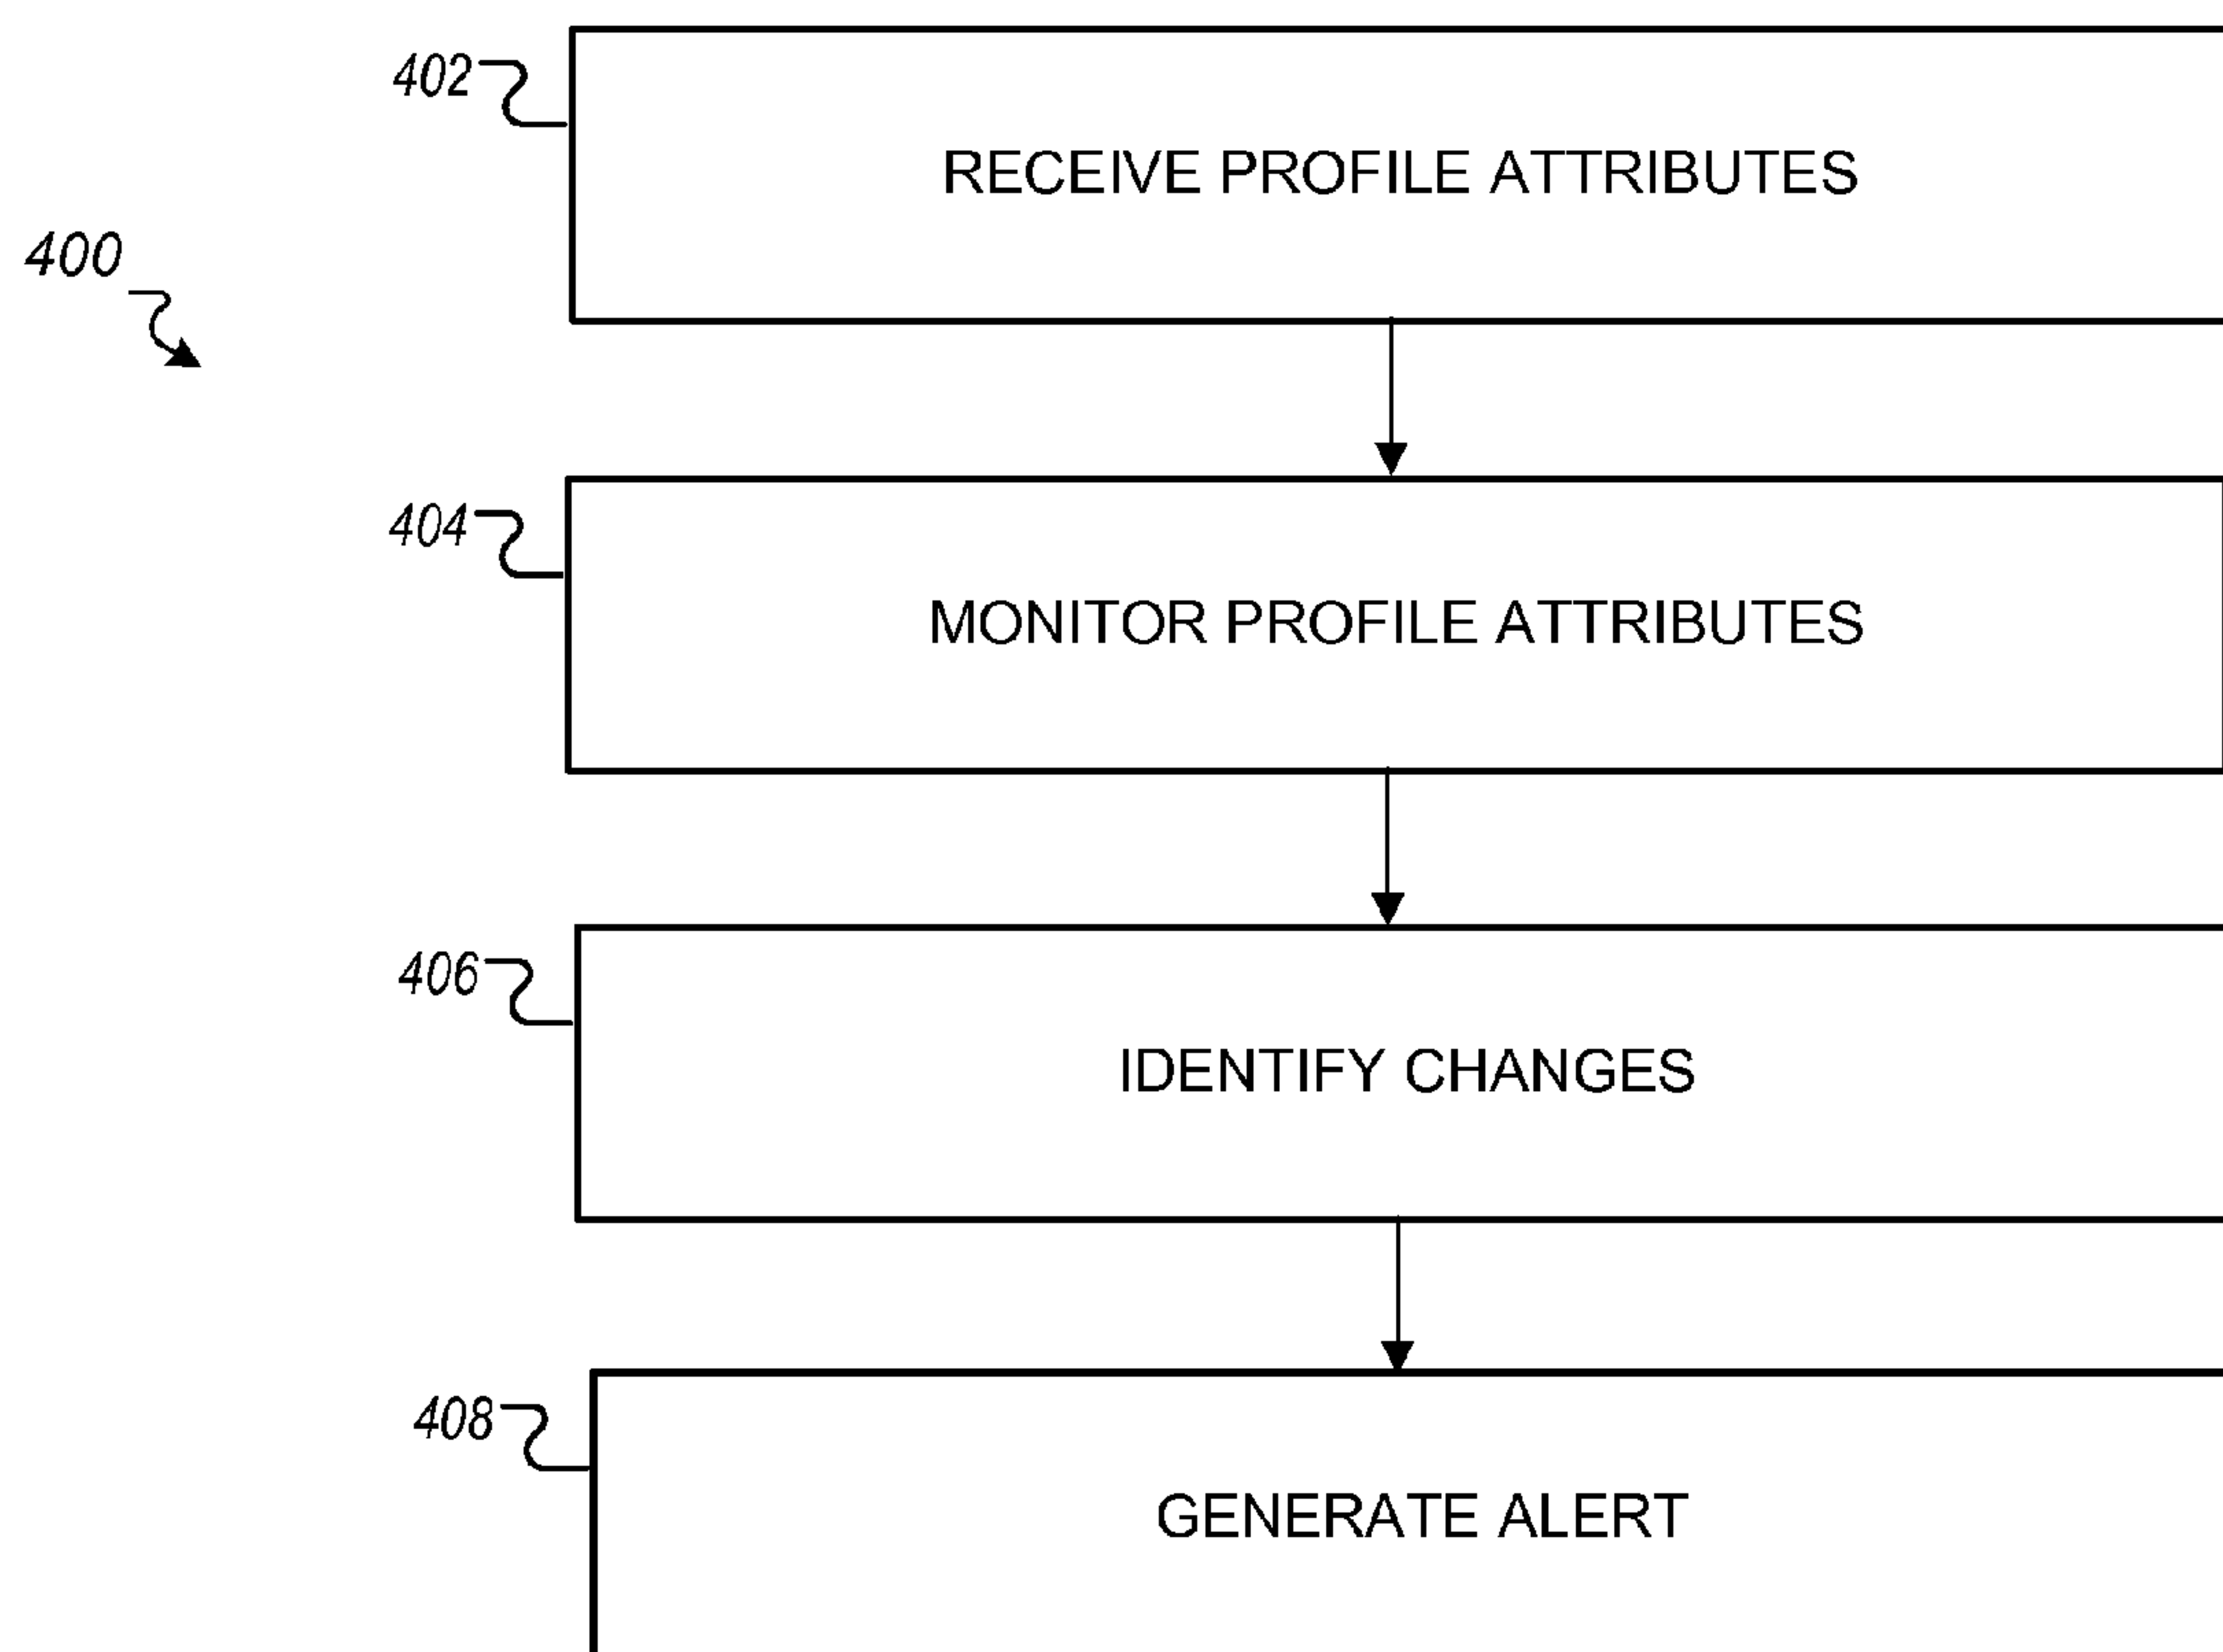 402
RECEIVE PROFILE ATTRIBUTES
400
404
MONITOR PROFILE ATTRIBUTES
406
IDENTIFY CHANGES
408
GENERATE ALERT